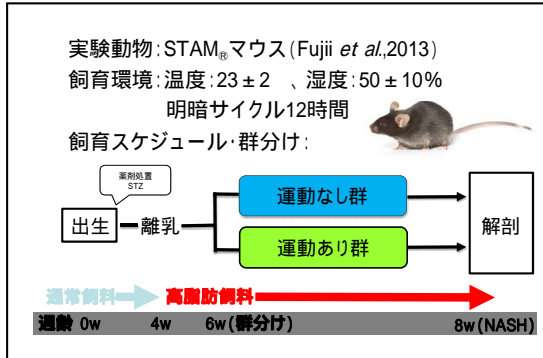 実験動物：STAM®マウス(Fujii et al.,2013)
飼育環境：温度：23±2 、湿度：50±10%
明暗サイクル12時間
飼育スケジュール・群分け：
薬剤処置
STZ
出生
離乳
運動なし群
運動あり群
解剖
通常飼料
高脂肪飼料
週齢 0w 4w 6w(群分け) 8w(NASH)